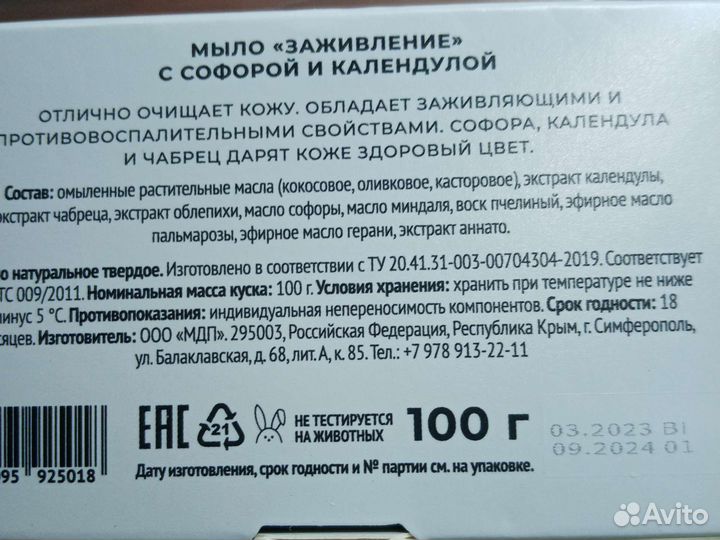 МЫЛО «ЗАЖИВЛЕНИЕ»
С СОФОРОЙ И КАЛЕНДУЛОЙ
ОТЛИЧНО ОЧИЩАЕТ КОЖУ. ОБЛАДАЕТ ЗАЖИВЛЯЮЩИМИ И
ПРОТИВОВОСПАЛИТЕЛЬНЫМИ СВОЙСТВАМИ. СОФОРА, КАЛЕНДУЛА
И ЧАБРЕЦ ДАРЯТ КОЖЕ ЗДОРОВЫЙ ЦВЕТ.
Состав: омыленные растительные масла (кокосовое, оливковое, касторовое), экстракт календулы,
экстракт чабреца, экстракт облепихи, масло софоры, масло миндаля, воск пчелиный, эфирное масло
пальмарозы, эфирное масло герани, экстракт аннато.
о натуральное твердое. Изготовлено в соответствии с ТУ 20.41.31-003-00704304-2019. Соответствует
ТС 009/2011. Номинальная масса куска: 100 г. Условия хранения: хранить при температуре не ниже
минус 5 °С. Противопоказания: индивидуальная непереносимость компонентов. Срок годности: 18
сяцев. Изготовитель: ООО «МДП». 295003, Российская Федерация, Республика Крым, г. Симферополь,
ул. Балаклавская, д. 68, лит. А, к. 85. Тел.: +7 978 913-22-11
EAC 21 НЕ ТЕСТИРУЕТСЯ
НА ЖИВОТНЫХ 100 г
03.2023 BI
09.2024 01
95 925018
Дату изготовления, срок годности и № партии см. на упаковке.
Avito